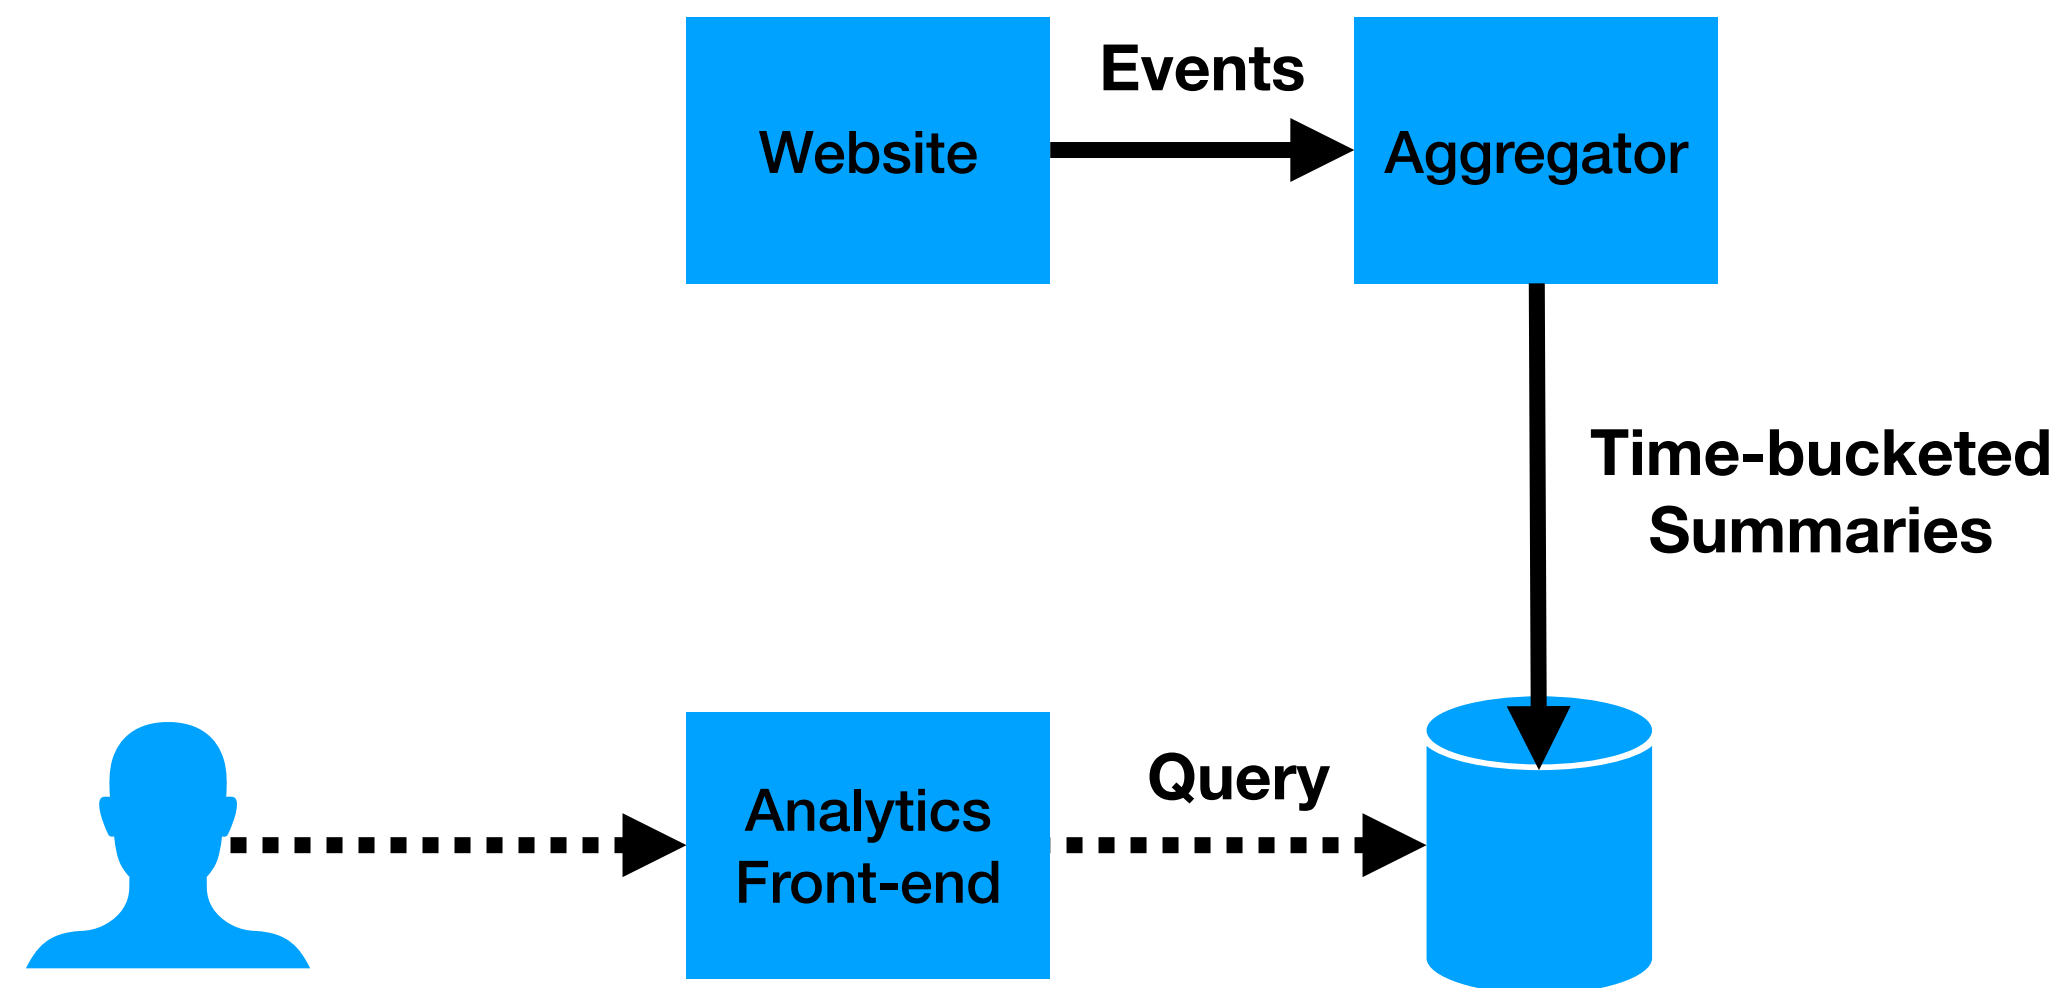 Events
Website
Aggregator
Time-bucketed
Summaries
Query
Analytics
Front-end